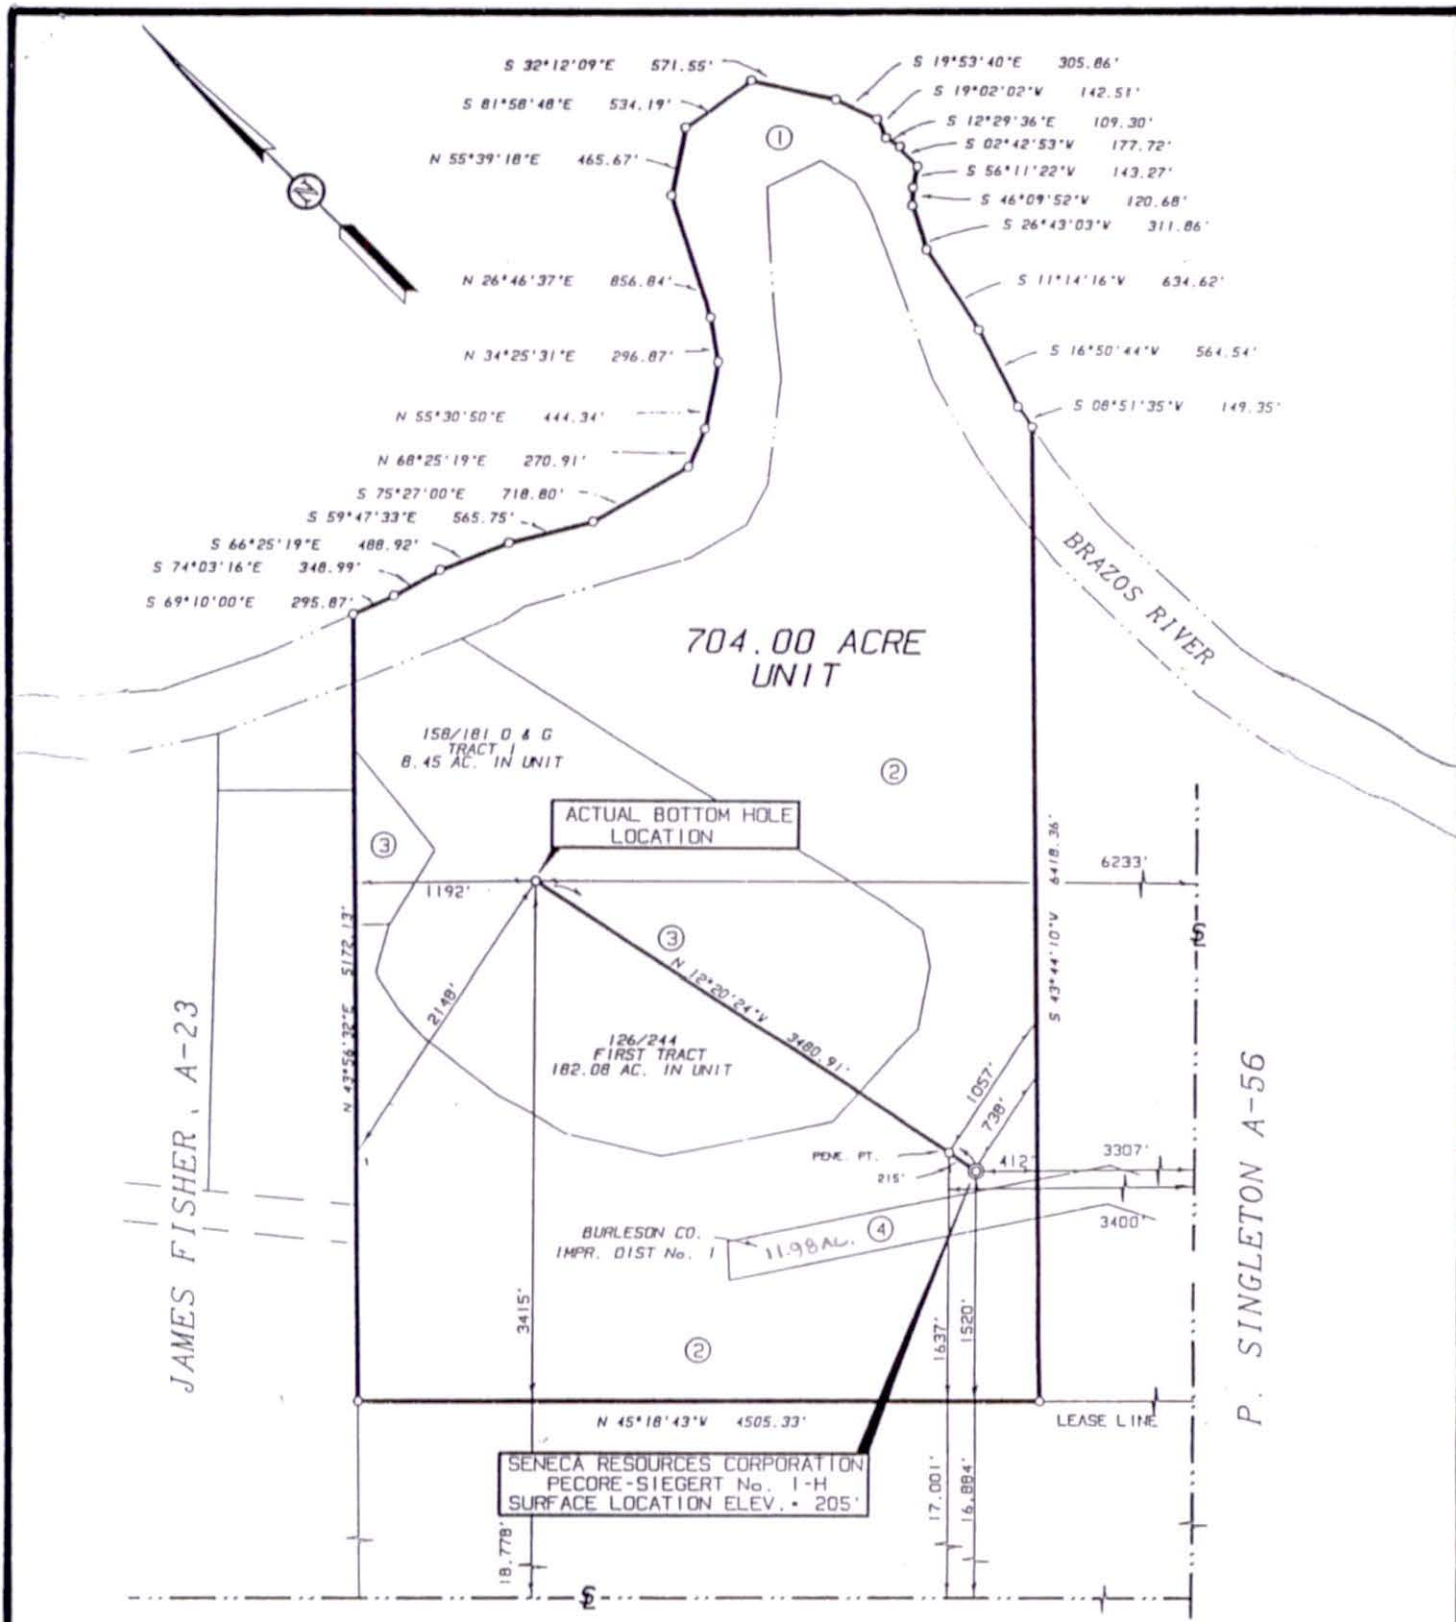 S 32°12'09"E 571.55'
S 19°53'40"E 305.86'
S 81°58'48"E 534.19'
S 19°02'02"W 142.51'
S 12°29'36"E 109.30'
N 55°39'18"E 465.67'
S 02°42'53"W 177.72'
S 56°11'22"W 143.27'
S 46°09'52"W 120.68'
S 26°43'03"W 311.86'
N
1
N 26°46'37"E 856.84'
S 11°14'16"W 634.62'
N 34°25'31"E 296.87'
S 16°50'44"W 564.54'
N 55°30'50"E 444.34'
S 08°51'35"W 149.35'
N 68°25'19"E 270.91'
S 75°27'00"E 718.80'
S 59°47'33"E 565.75'
S 66°25'19"E 488.92'
S 74°03'16"E 348.99'
S 69°10'00"E 295.87'
BRAZOS RIVER
704.00 ACRE
UNIT
158/181 O & G
TRACT 1
8.45 AC. IN UNIT
2
ACTUAL BOTTOM HOLE
LOCATION
3
1192'
6233'
N 43°56'32"E 5172.13'
S 43°44'10"W 6418.36'
3
N 12°20'24"W 3480.91'
2148'
126/244
FIRST TRACT
182.08 AC. IN UNIT
JAMES FISHER, A-23
P. SINGLETON A-56
1057'
738'
PENE. PT.
215'
412'
3307'
3400'
BURLESON CO.
IMPR. DIST No. 1
11.98 AC.
4
3415'
1637'
1520'
2
N 45°18'43"W 4505.33'
LEASE LINE
SENECA RESOURCES CORPORATION
PECORE-SIEGERT No. 1-H
SURFACE LOCATION ELEV. = 205'
18,778'
17,001'
16,884'